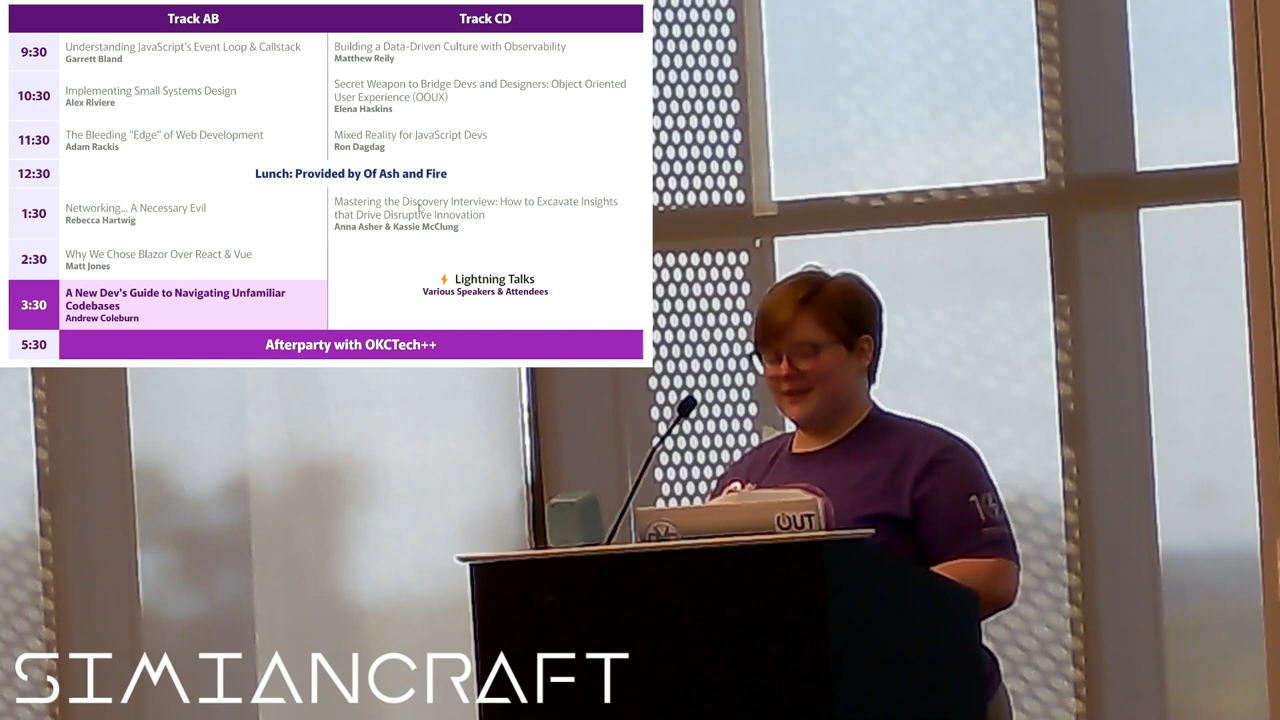 Track AB
Track CD
9:30
Understanding JavaScript's Event Loop & Callstack
Garrett Bland
Building a Data-Driven Culture with Observability
Matthew Reily
10:30
Implementing Small Systems Design
Alex Riviere
Secret Weapon to Bridge Devs and Designers: Object Oriented
User Experience (OOUX)
Elena Haskins
11:30
The Bleeding "Edge" of Web Development
Adam Rackis
Mixed Reality for JavaScript Devs
Ron Dagdag
12:30
Lunch: Provided by Of Ash and Fire
1:30
Networking... A Necessary Evil
Rebecca Hartwig
Mastering the Discovery Interview: How to Excavate Insights
that Drive Disruptive Innovation
Anna Asher & Kassie McClung
2:30
Why We Chose Blazor Over React & Vue
Matt Jones
Lightning Talks
Various Speakers & Attendees
3:30
A New Dev's Guide to Navigating Unfamiliar
Codebases
Andrew Coleburn
5:30
Afterparty with OKCTech++
OUT
SIMIANCRAFT